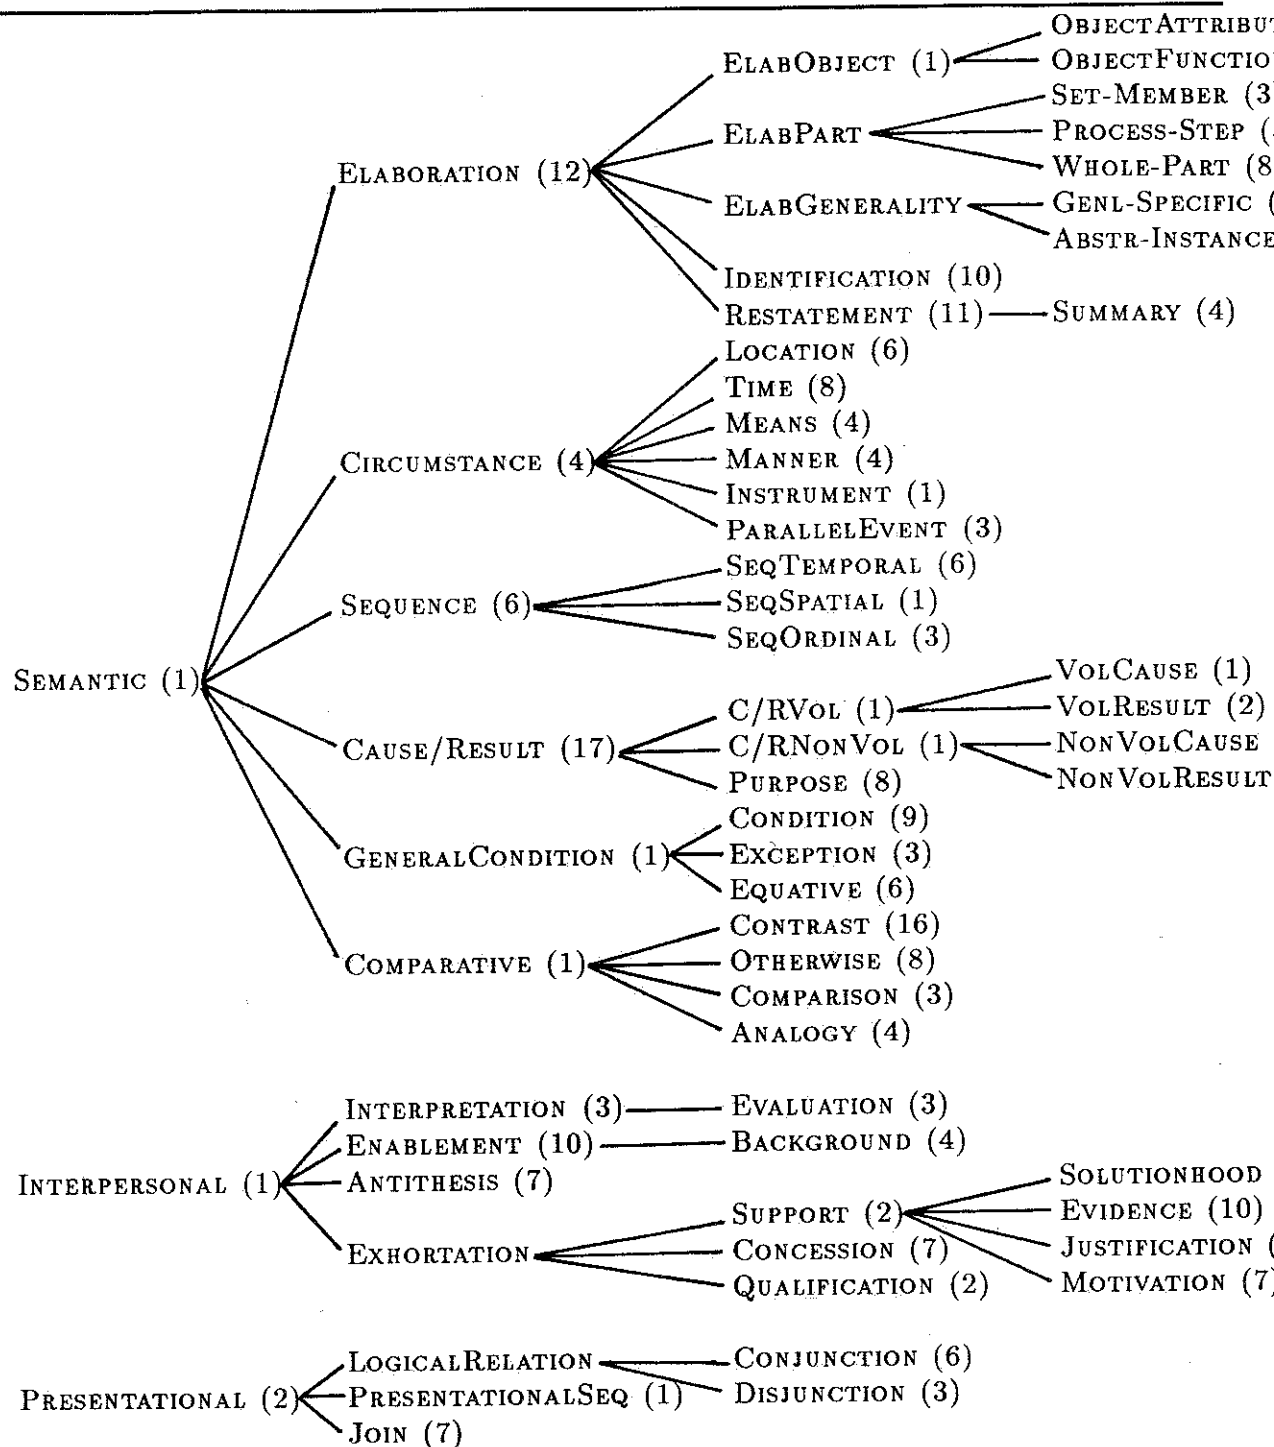 OBJECTATTRIBUT
ELABOBJECT (1)
OBJECTFUNCTIO
SET-MEMBER (3
ELABPART
PROCESS-STEP (
ELABORATION (12)
WHOLE-PART (8
ELABGENERALITY
GENL-SPECIFIC (
ABSTR-INSTANCE
IDENTIFICATION (10)
RESTATEMENT (11)
SUMMARY (4)
LOCATION (6)
TIME (8)
MEANS (4)
CIRCUMSTANCE (4)
MANNER (4)
INSTRUMENT (1)
PARALLELEVENT (3)
SEQTEMPORAL (6)
SEQUENCE (6)
SEQSPATIAL (1)
SEQORDINAL (3)
SEMANTIC (1)
VOLCAUSE (1)
C/RVOL (1)
VOLRESULT (2)
CAUSE/RESULT (17)
C/RNONVOL (1)
NONVOLCAUSE
PURPOSE (8)
NONVOLRESULT
CONDITION (9)
GENERALCONDITION (1)
EXCEPTION (3)
EQUATIVE (6)
CONTRAST (16)
COMPARATIVE (1)
OTHERWISE (8)
COMPARISON (3)
ANALOGY (4)
INTERPRETATION (3)
EVALUATION (3)
ENABLEMENT (10)
BACKGROUND (4)
INTERPERSONAL (1)
ANTITHESIS (7)
SOLUTIONHOOD
SUPPORT (2)
EVIDENCE (10)
EXHORTATION
CONCESSION (7)
JUSTIFICATION (
QUALIFICATION (2)
MOTIVATION (7)
LOGICALRELATION
CONJUNCTION (6)
PRESENTATIONAL (2)
PRESENTATIONALSEQ (1)
DISJUNCTION (3)
JOIN (7)